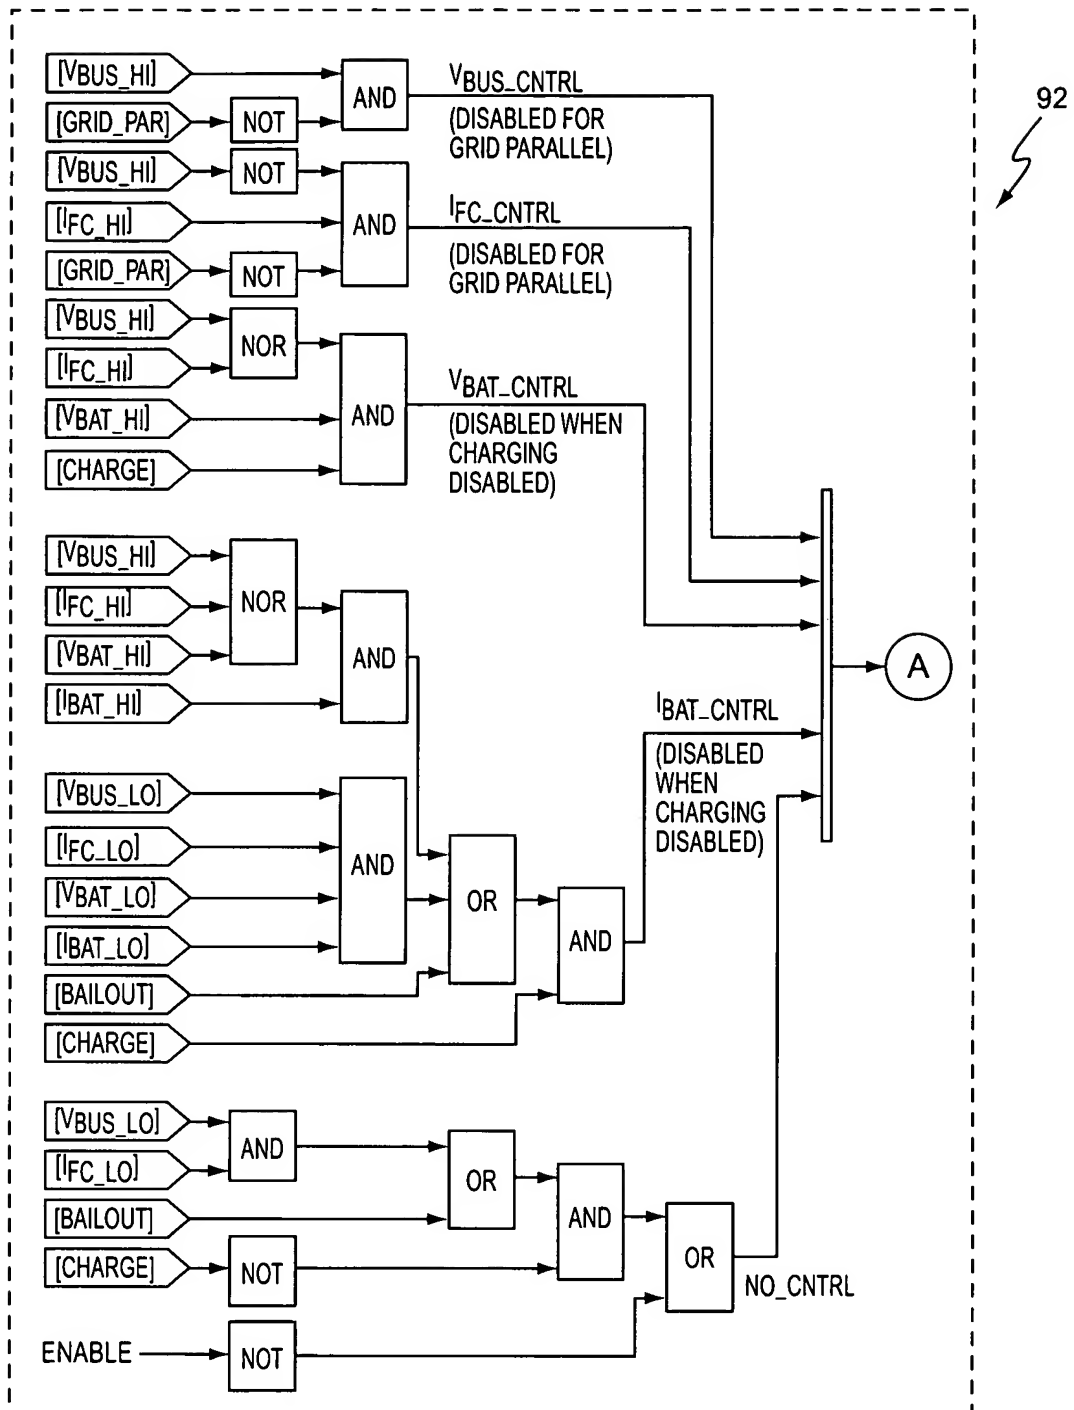 [VBUS_HI]
AND
VBUS_CNTRL
92
[GRID_PAR]
NOT
(DISABLED FOR
GRID PARALLEL)
[VBUS_HI]
NOT
[IFC_HI]
AND
IFC_CNTRL
[GRID_PAR]
NOT
(DISABLED FOR
GRID PARALLEL)
[VBUS_HI]
NOR
[IFC_HI]
[VBAT_HI]
AND
VBAT_CNTRL
(DISABLED WHEN
CHARGING
DISABLED)
[CHARGE]
[VBUS_HI]
[IFC_HI]
NOR
[VBAT_HI]
AND
[IBAT_HI]
A
IBAT_CNTRL
(DISABLED
WHEN
CHARGING
DISABLED)
[VBUS_LO]
[IFC_LO]
AND
[VBAT_LO]
OR
[IBAT_LO]
AND
[BAILOUT]
[CHARGE]
[VBUS_LO]
AND
[IFC_LO]
OR
[BAILOUT]
AND
[CHARGE]
NOT
OR
NO_CNTRL
ENABLE
NOT